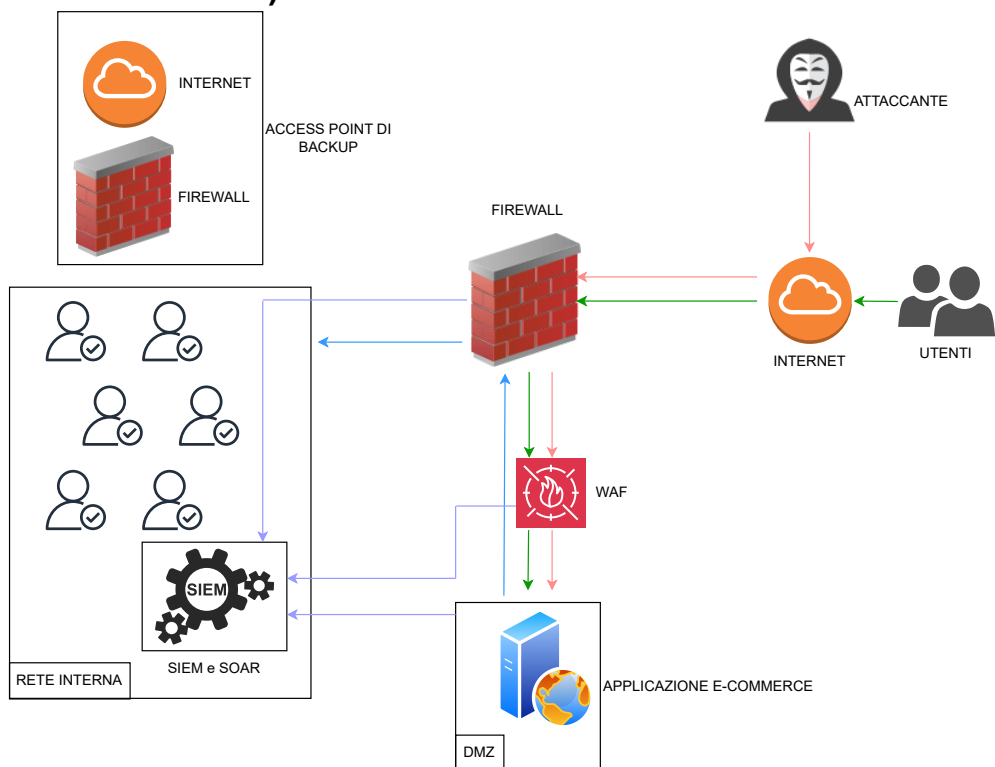 INTERNET
ACCESS POINT DI
BACKUP
FIREWALL
ATTACCANTE
FIREWALL
INTERNET
UTENTI
WAF
SIEM
SIEM e SOAR
RETE INTERNA
APPLICAZIONE E-COMMERCE
DMZ